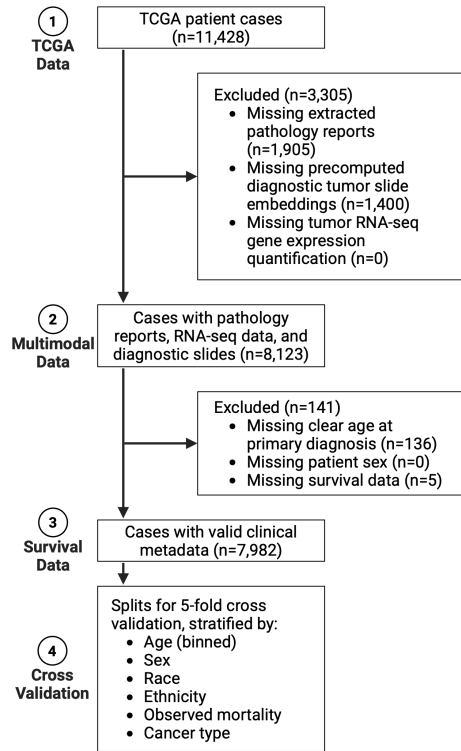 1
TCGA
Data
TCGA patient cases
(n=11,428)
Excluded (n=3,305)
• Missing extracted
pathology reports
(n=1,905)
• Missing precomputed
diagnostic tumor slide
embeddings (n=1,400)
• Missing tumor RNA-seq
gene expression
quantification (n=0)
2
Multimodal
Data
Cases with pathology
reports, RNA-seq data, and
diagnostic slides (n=8,123)
Excluded (n=141)
• Missing clear age at
primary diagnosis (n=136)
• Missing patient sex (n=0)
• Missing survival data (n=5)
3
Survival
Data
Cases with valid clinical
metadata (n=7,982)
4
Cross
Validation
Splits for 5-fold cross
validation, stratified by:
• Age (binned)
• Sex
• Race
• Ethnicity
• Observed mortality
• Cancer type